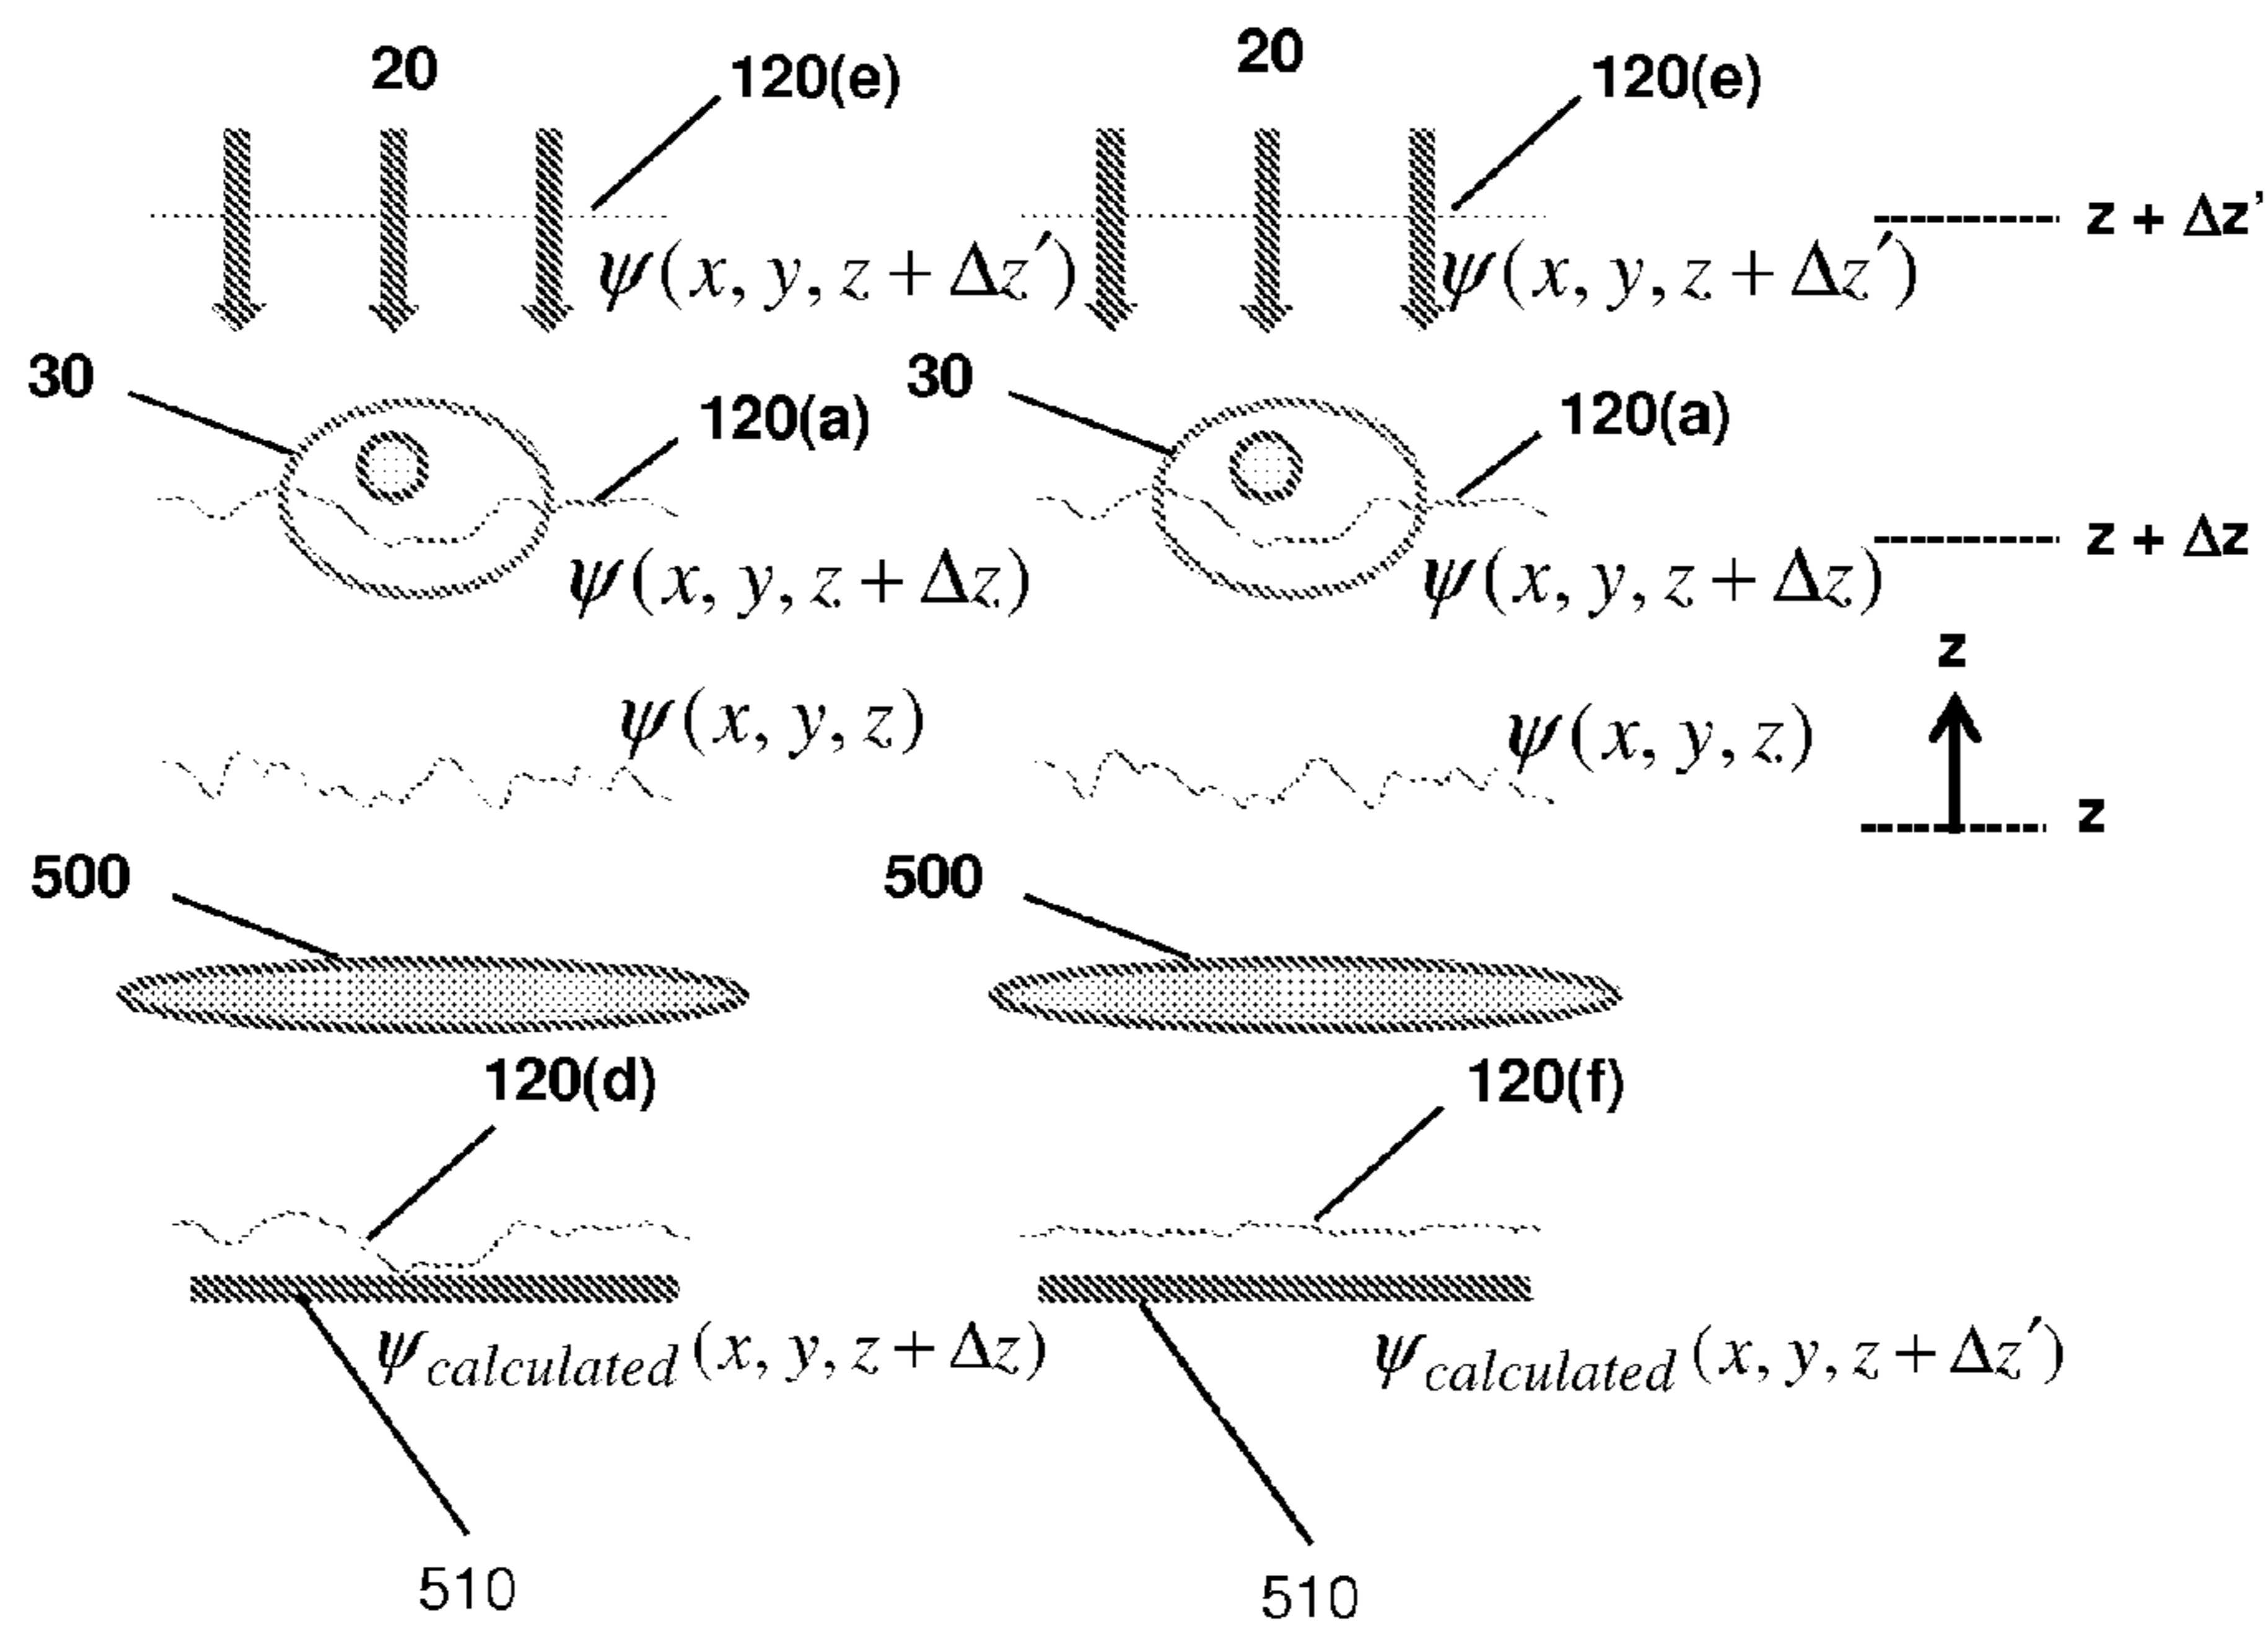 20 20
120(e) 120(e)
ψ(x, y, z + Δz′) ψ(x, y, z + Δz′) z + Δz'
30 120(a) 30 120(a)
ψ(x, y, z + Δz) ψ(x, y, z + Δz) z + Δz
z
ψ(x, y, z) ψ(x, y, z)
z
500 500
120(d) 120(f)
ψcalculated(x, y, z + Δz) ψcalculated(x, y, z + Δz′)
510 510